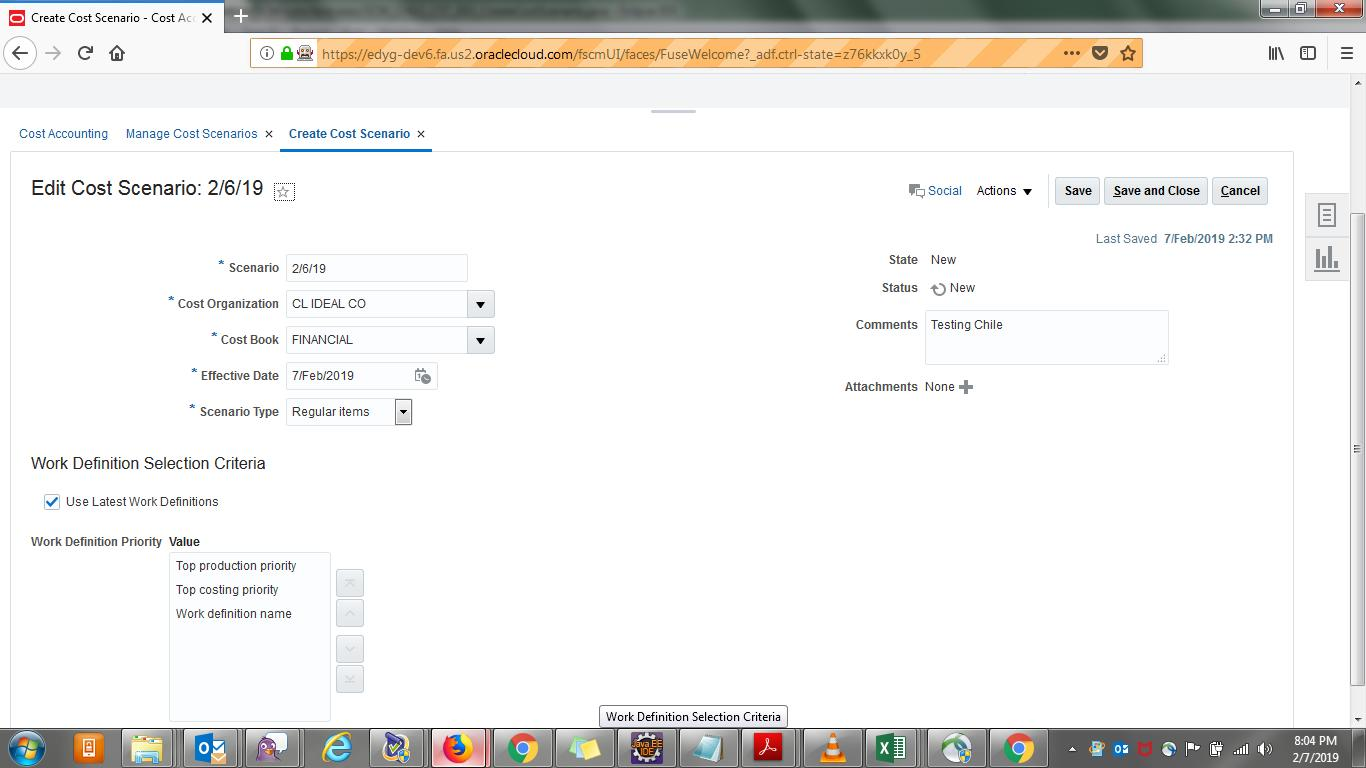 Create Cost Scenario - Cost Acc
https://edyg-dev6.fa.us2.oraclecloud.com/fscmUI/faces/FuseWelcome?_adf.ctrl-state=z76kkxk0y_5
Cost Accounting Manage Cost Scenarios × Create Cost Scenario ×
Edit Cost Scenario: 2/6/19
Social Actions Save Save and Close Cancel
Last Saved 7/Feb/2019 2:32 PM
* Scenario 2/6/19
* Cost Organization CL IDEAL CO
* Cost Book FINANCIAL
* Effective Date 7/Feb/2019
* Scenario Type Regular items
State New
Status New
Comments Testing Chile
Attachments None
Work Definition Selection Criteria
Use Latest Work Definitions
Work Definition Priority Value
Top production priority
Top costing priority
Work definition name
Work Definition Selection Criteria
Java EE
IDE
8:04 PM
2/7/2019